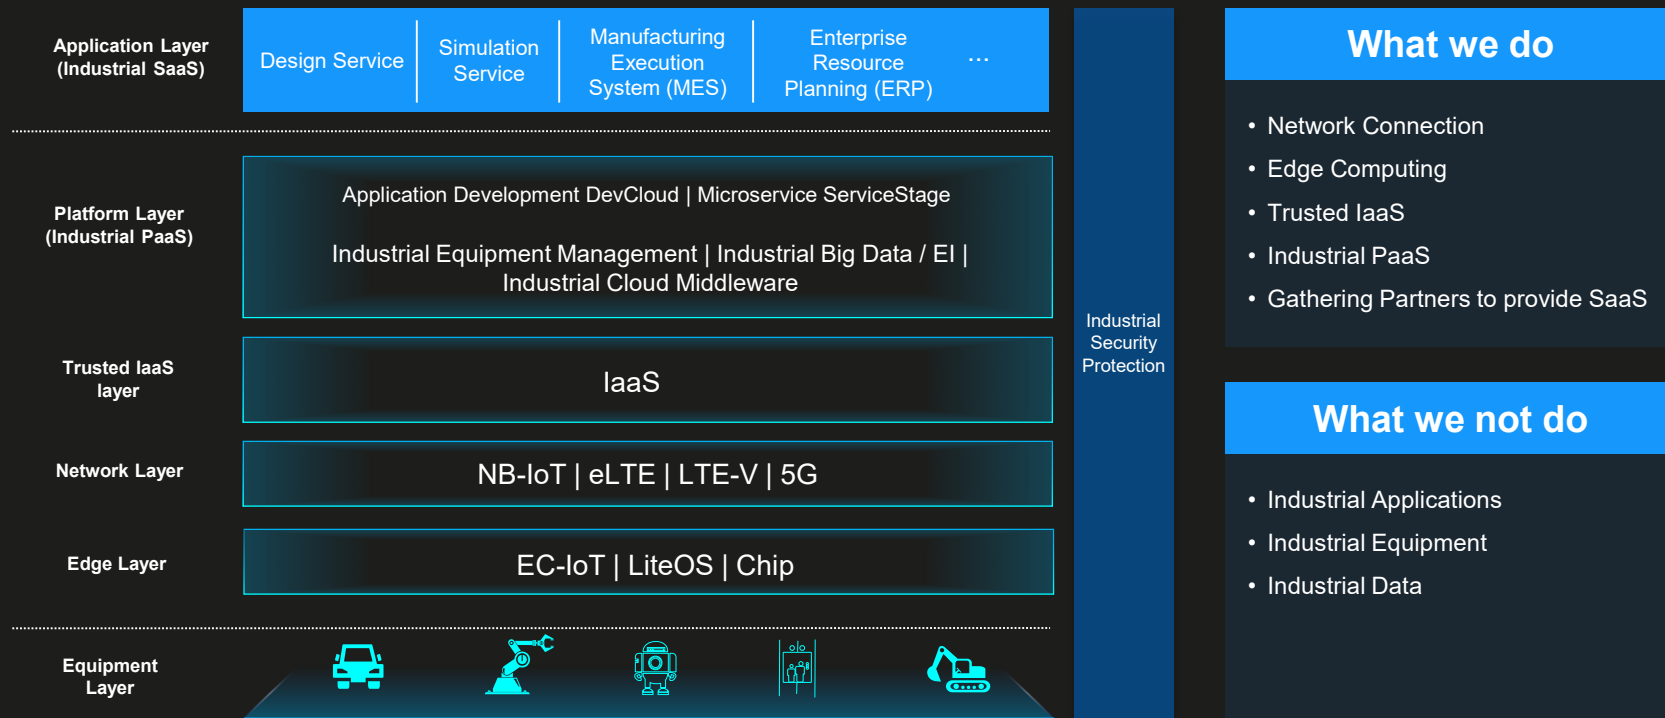 Application Layer
(Industrial SaaS)
Design Service
Simulation
Service
Manufacturing
Execution
System (MES)
Enterprise
Resource
Planning (ERP)
...
Platform Layer
(Industrial PaaS)
Application Development DevCloud | Microservice ServiceStage
Industrial Equipment Management | Industrial Big Data / EI |
Industrial Cloud Middleware
Trusted IaaS
layer
IaaS
Network Layer
NB-IoT | eLTE | LTE-V | 5G
Edge Layer
EC-IoT | LiteOS | Chip
Equipment
Layer
Industrial
Security
Protection
What we do
• Network Connection
• Edge Computing
• Trusted IaaS
• Industrial PaaS
• Gathering Partners to provide SaaS
What we not do
• Industrial Applications
• Industrial Equipment
• Industrial Data